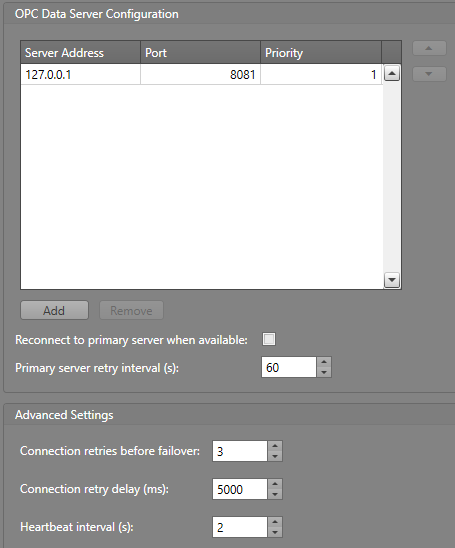 OPC Data Server Configuration
Server Address Port Priority
127.0.0.1 8081 1
Add Remove
Reconnect to primary server when available:
Primary server retry interval (s): 60
Advanced Settings
Connection retries before failover: 3
Connection retry delay (ms): 5000
Heartbeat interval (s): 2